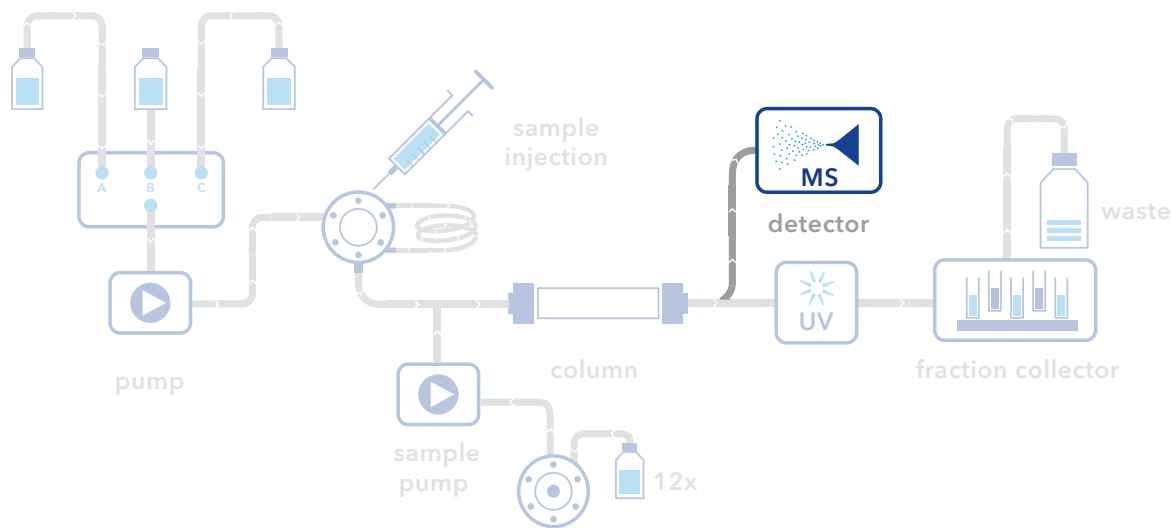 sample
injection
A
B
C
MS
detector
waste
UV
pump
column
fraction collector
sample
pump
12x